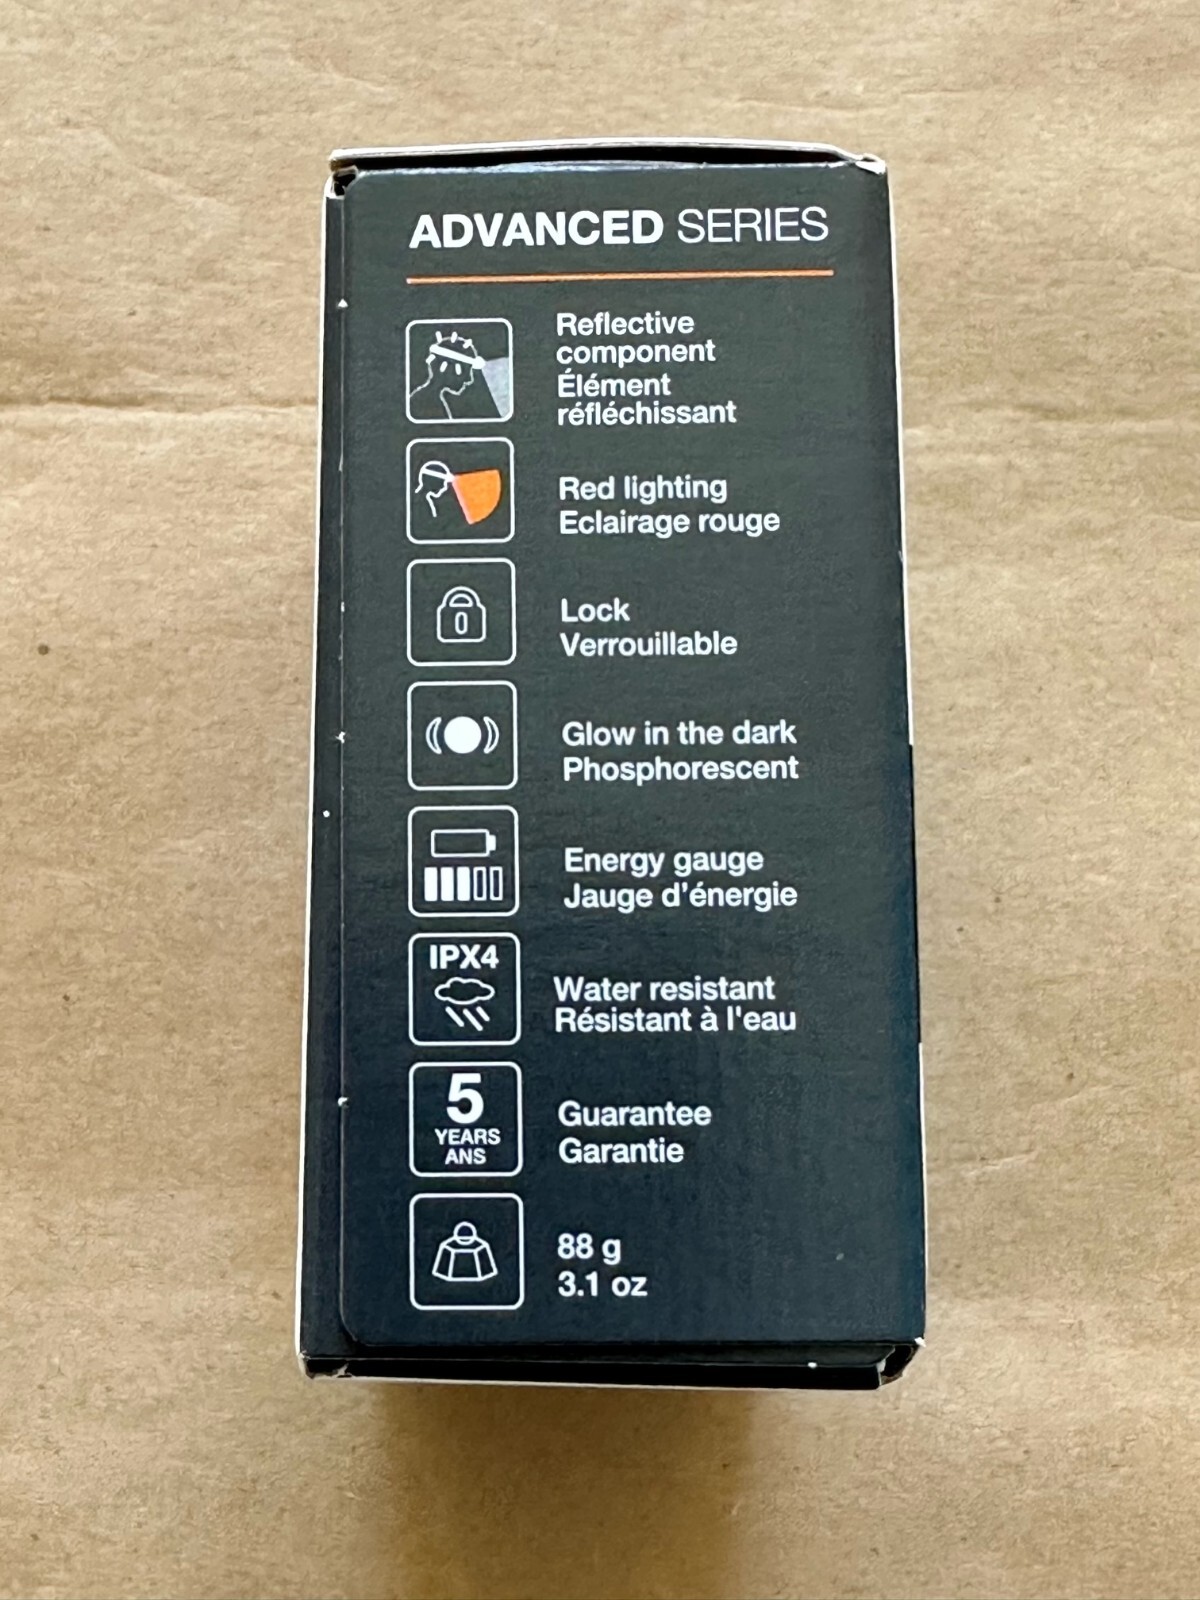 ADVANCED SERIES
Reflective
component
Élément
réfléchissant
Red lighting
Eclairage rouge
Lock
Verrouillable
Glow in the dark
Phosphorescent
Energy gauge
Jauge d'énergie
IPX4
Water resistant
Résistant à l'eau
5
YEARS
ANS
Guarantee
Garantie
88 g
3.1 oz